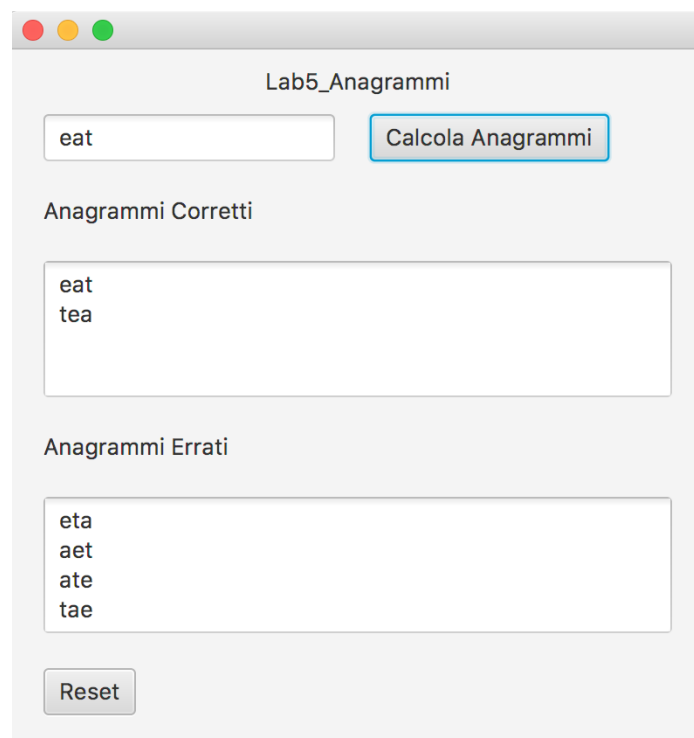 Lab5_Anagrammi
eat Calcola Anagrammi
Anagrammi Corretti
eat
tea
Anagrammi Errati
eta
aet
ate
tae
Reset